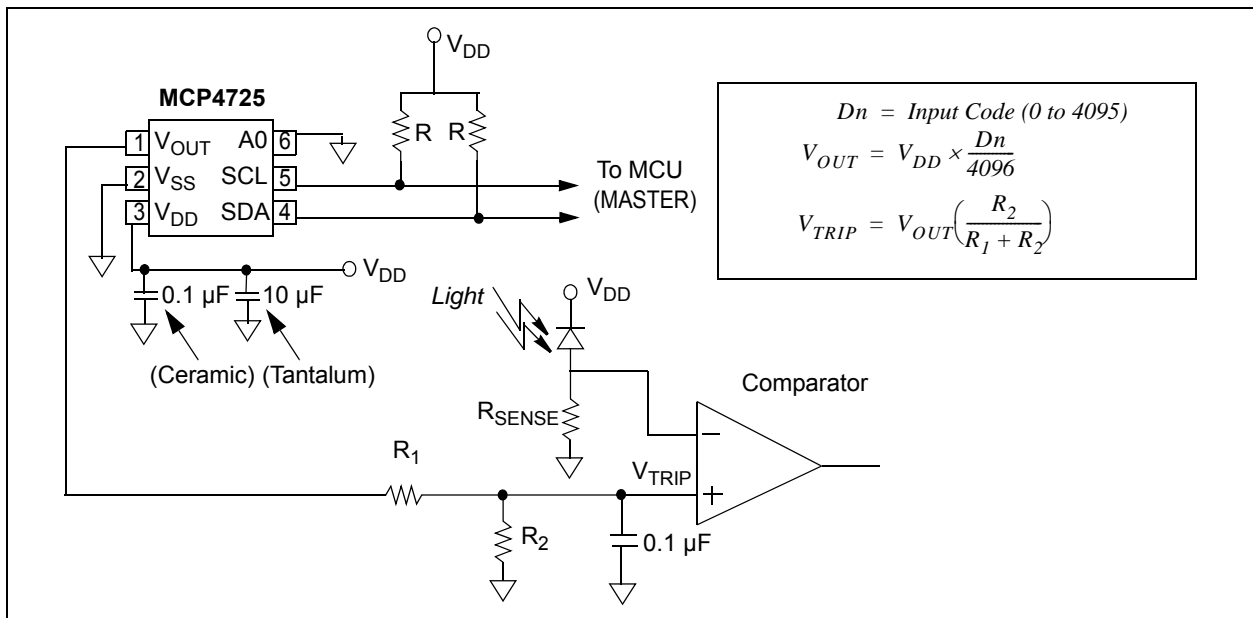 V_DD
MCP4725
1 V_OUT A0 6
2 V_SS SCL 5
3 V_DD SDA 4
R R
To MCU
(MASTER)
Dn = Input Code (0 to 4095)
V_OUT = V_DD × Dn/4096
V_TRIP = V_OUT(R_2/(R_1 + R_2))
V_DD
0.1 µF 10 µF
(Ceramic) (Tantalum)
Light
V_DD
Comparator
R_SENSE
−
R_1
V_TRIP
+
R_2
0.1 µF